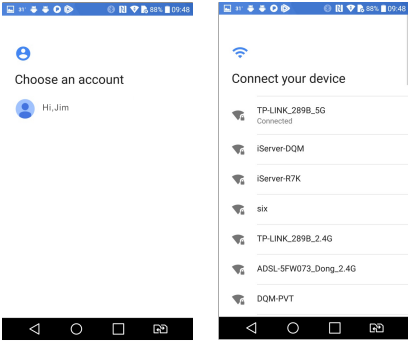 31° 88% 09:48
Choose an account
Hi,Jim
31° 88% 09:48
Connect your device
TP-LINK_289B_5G
Connected
iServer-DQM
iServer-R7K
six
TP-LINK_289B_2.4G
ADSL-5FW073_Dong_2.4G
DQM-PVT